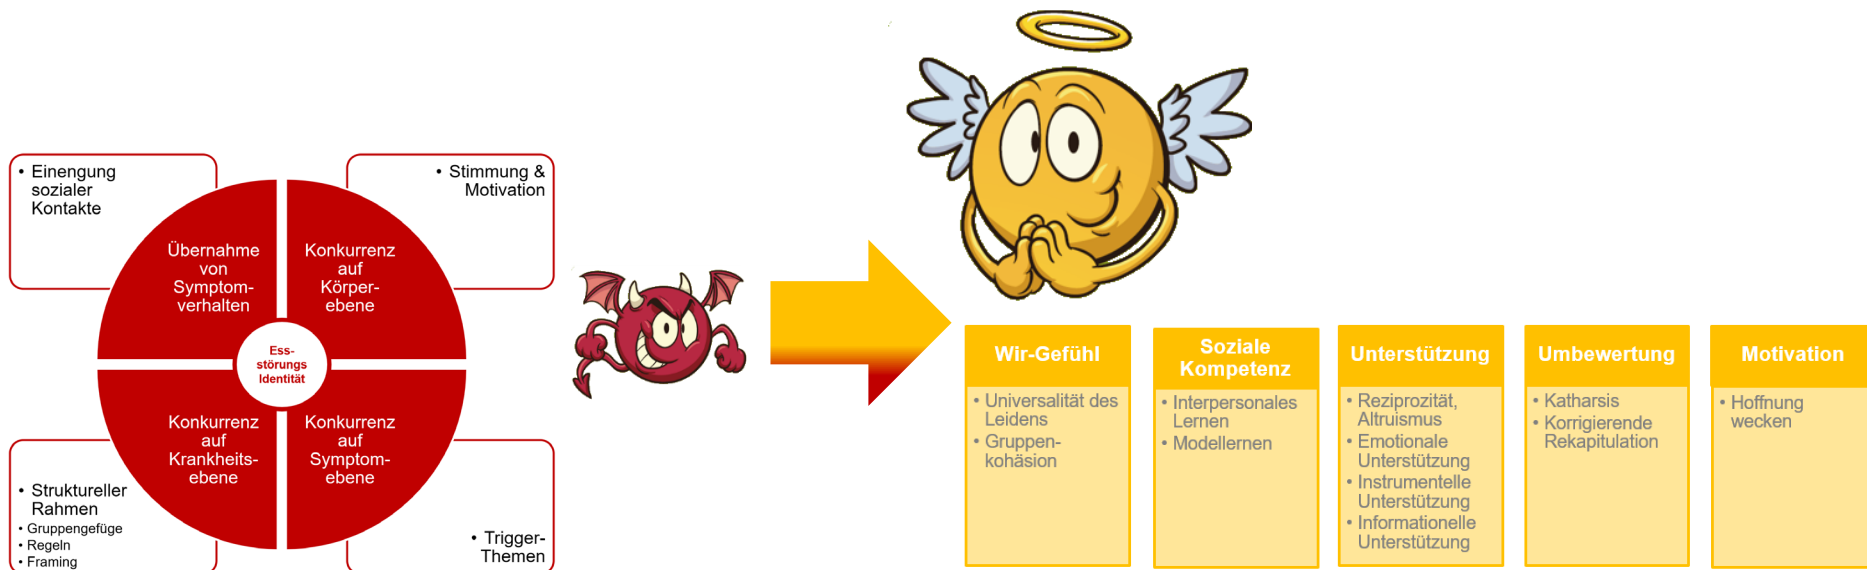 • Einengung
sozialer
Kontakte
• Stimmung &
Motivation
Übernahme
von
Symptom-
verhalten
Konkurrenz
auf
Körper-
ebene
Ess-
störungs
Identität
Konkurrenz
auf
Krankheits-
ebene
Konkurrenz
auf
Symptom-
ebene
• Struktureller
Rahmen
• Gruppengefüge
• Regeln
• Framing
• Trigger-
Themen
Wir-Gefühl
• Universalität des
Leidens
• Gruppen-
kohäsion
Soziale
Kompetenz
• Interpersonales
Lernen
• Modellernen
Unterstützung
• Reziprozität,
Altruismus
• Emotionale
Unterstützung
• Instrumentelle
Unterstützung
• Informationelle
Unterstützung
Umbewertung
• Katharsis
• Korrigierende
Rekapitulation
Motivation
• Hoffnung
wecken